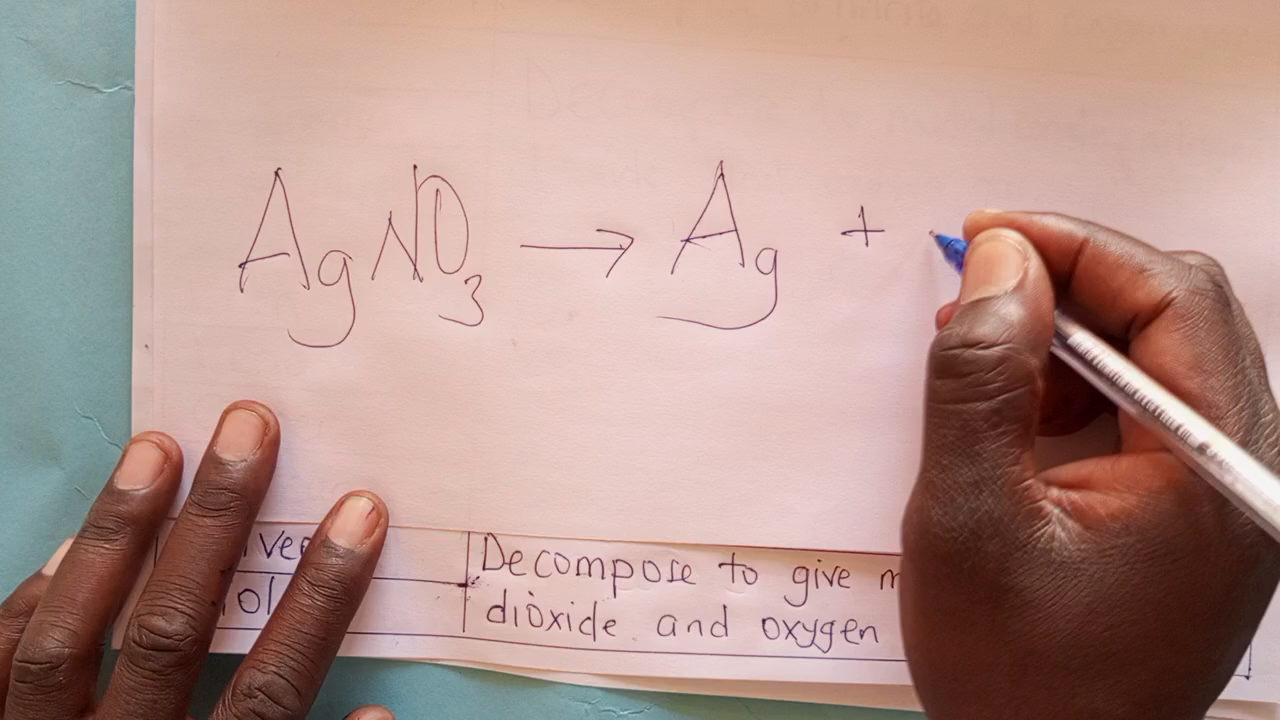 AgNO₃ → Ag +
Decompose to give
dioxide and oxygen